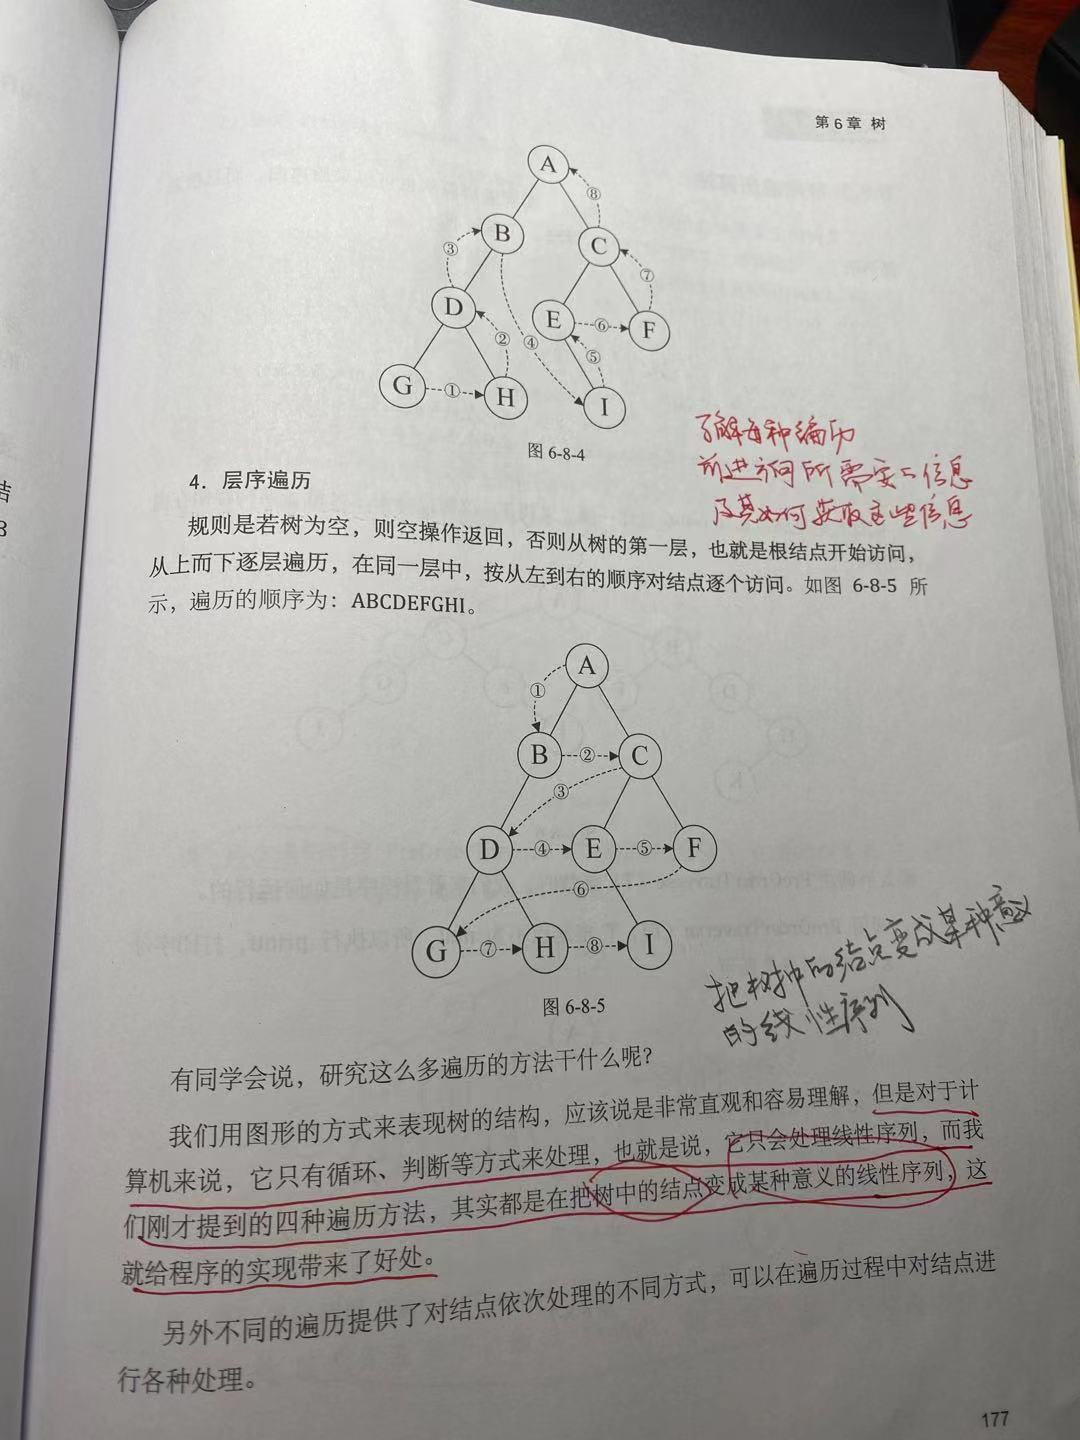 第6章 树
A
⑧
B
C
③
⑦
D
E
⑥
F
②
④
⑤
G
①
H
I
图 6-8-4
了解每种编历
前进方向所需要的信息
及其如何获取这些信息
结
3
4．层序遍历
规则是若树为空，则空操作返回，否则从树的第一层，也就是根结点开始访问，
从上而下逐层遍历，在同一层中，按从左到右的顺序对结点逐个访问。如图 6-8-5 所
示，遍历的顺序为：ABCDEFGHI。
A
①
B
②
C
③
D
④
E
⑤
F
⑥
G
⑦
H
⑧
I
图 6-8-5
把树中的结点变成某种意义
的线性序列
有同学会说，研究这么多遍历的方法干什么呢？
我们用图形的方式来表现树的结构，应该说是非常直观和容易理解，但是对于计
算机来说，它只有循环、判断等方式来处理，也就是说，它只会处理线性序列，而我
们刚才提到的四种遍历方法，其实都是在把树中的结点变成某种意义的线性序列，这
就给程序的实现带来了好处。
另外不同的遍历提供了对结点依次处理的不同方式，可以在遍历过程中对结点进
行各种处理。
177